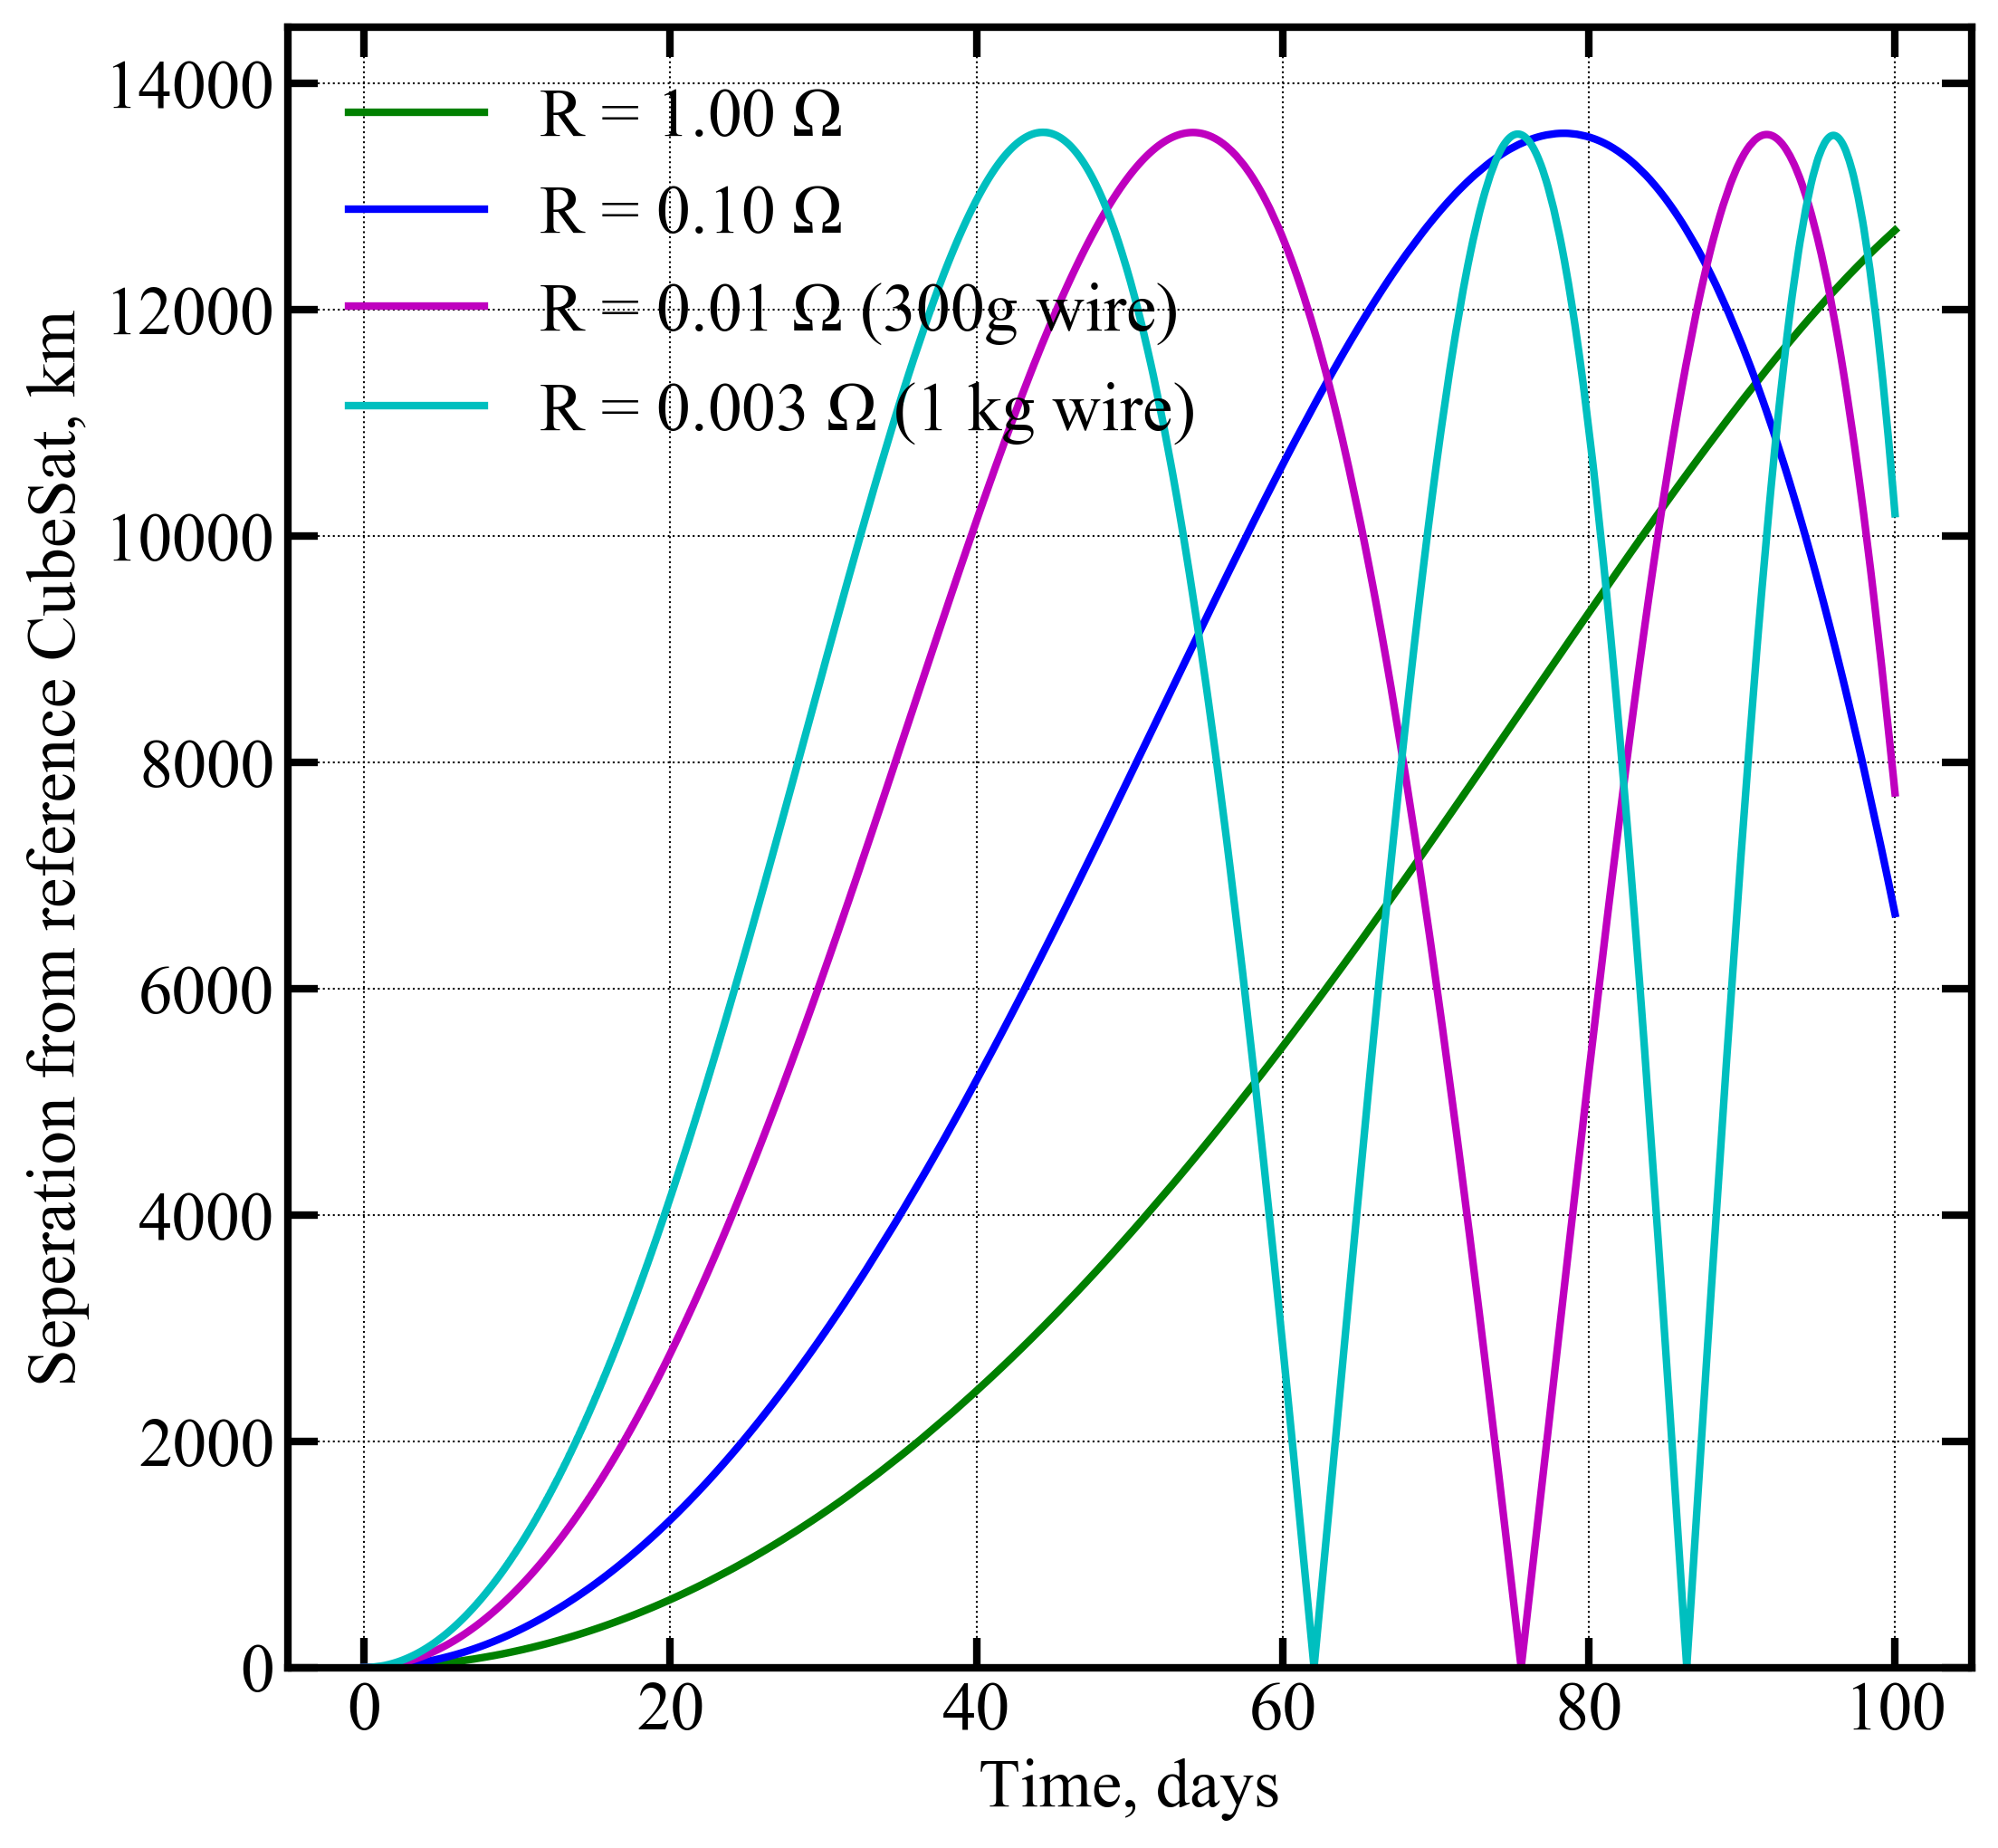 14000
12000
10000
8000
6000
4000
2000
0
Seperation from reference CubeSat, km
R = 1.00 Ω
R = 0.10 Ω
R = 0.01 Ω (300g wire)
R = 0.003 Ω (1 kg wire)
0 20 40 60 80 100
Time, days